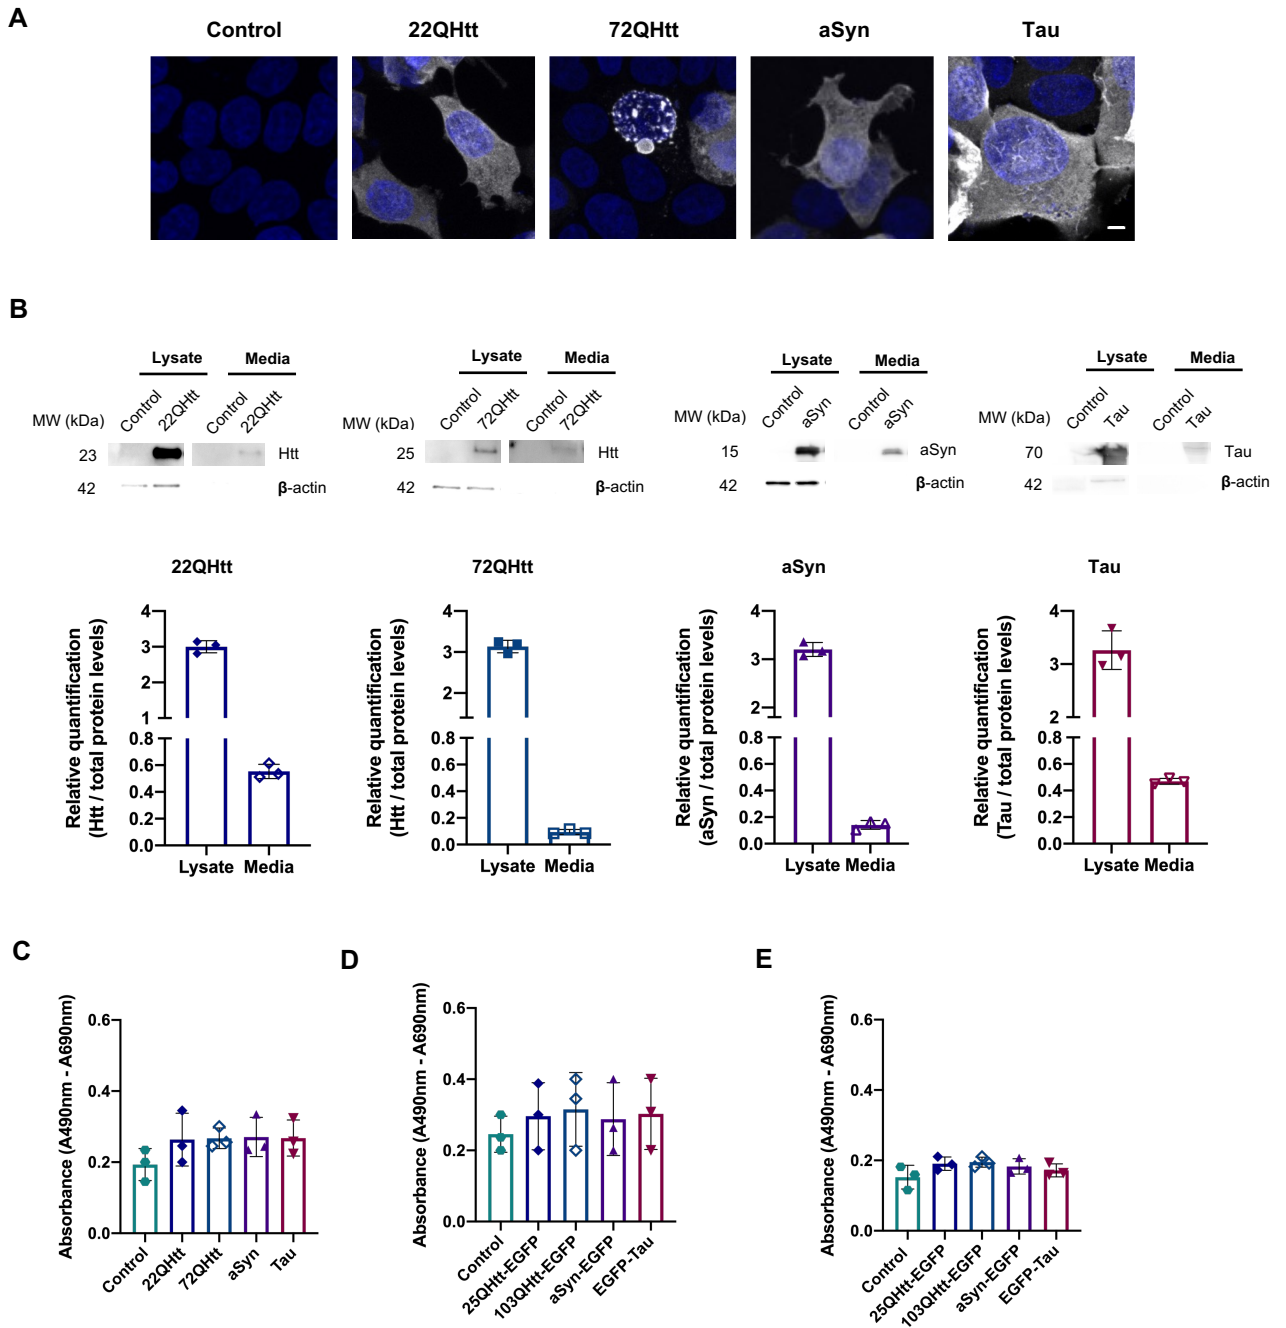 A
Control 22QHtt 72QHtt aSyn Tau
B
Lysate Media
Control 22QHtt Control 22QHtt
MW (kDa)
23 Htt
42 β-actin
Lysate Media
Control 72QHtt Control 72QHtt
MW (kDa)
25 Htt
42 β-actin
Lysate Media
Control aSyn Control aSyn
MW (kDa)
15 aSyn
42 β-actin
Lysate Media
Control Tau Control Tau
MW (kDa)
70 Tau
42 β-actin
22QHtt
Relative quantification
(Htt / total protein levels)
4
3
2
1
0.8
0.6
0.4
0.2
0.0
Lysate Media
72QHtt
Relative quantification
(Htt / total protein levels)
4
3
2
0.8
0.6
0.4
0.2
0.0
Lysate Media
aSyn
Relative quantification
(aSyn / total protein levels)
4
3
2
0.8
0.6
0.4
0.2
0.0
Lysate Media
Tau
Relative quantification
(Tau / total protein levels)
4
3
2
0.8
0.6
0.4
0.2
0.0
Lysate Media
C
Absorbance (A490nm - A690nm)
0.6
0.4
0.2
0.0
Control 22QHtt 72QHtt aSyn Tau
D
Absorbance (A490nm - A690nm)
0.6
0.4
0.2
0.0
Control 25QHtt-EGFP 103QHtt-EGFP aSyn-EGFP EGFP-Tau
E
Absorbance (A490nm - A690nm)
0.6
0.4
0.2
0.0
Control 25QHtt-EGFP 103QHtt-EGFP aSyn-EGFP EGFP-Tau